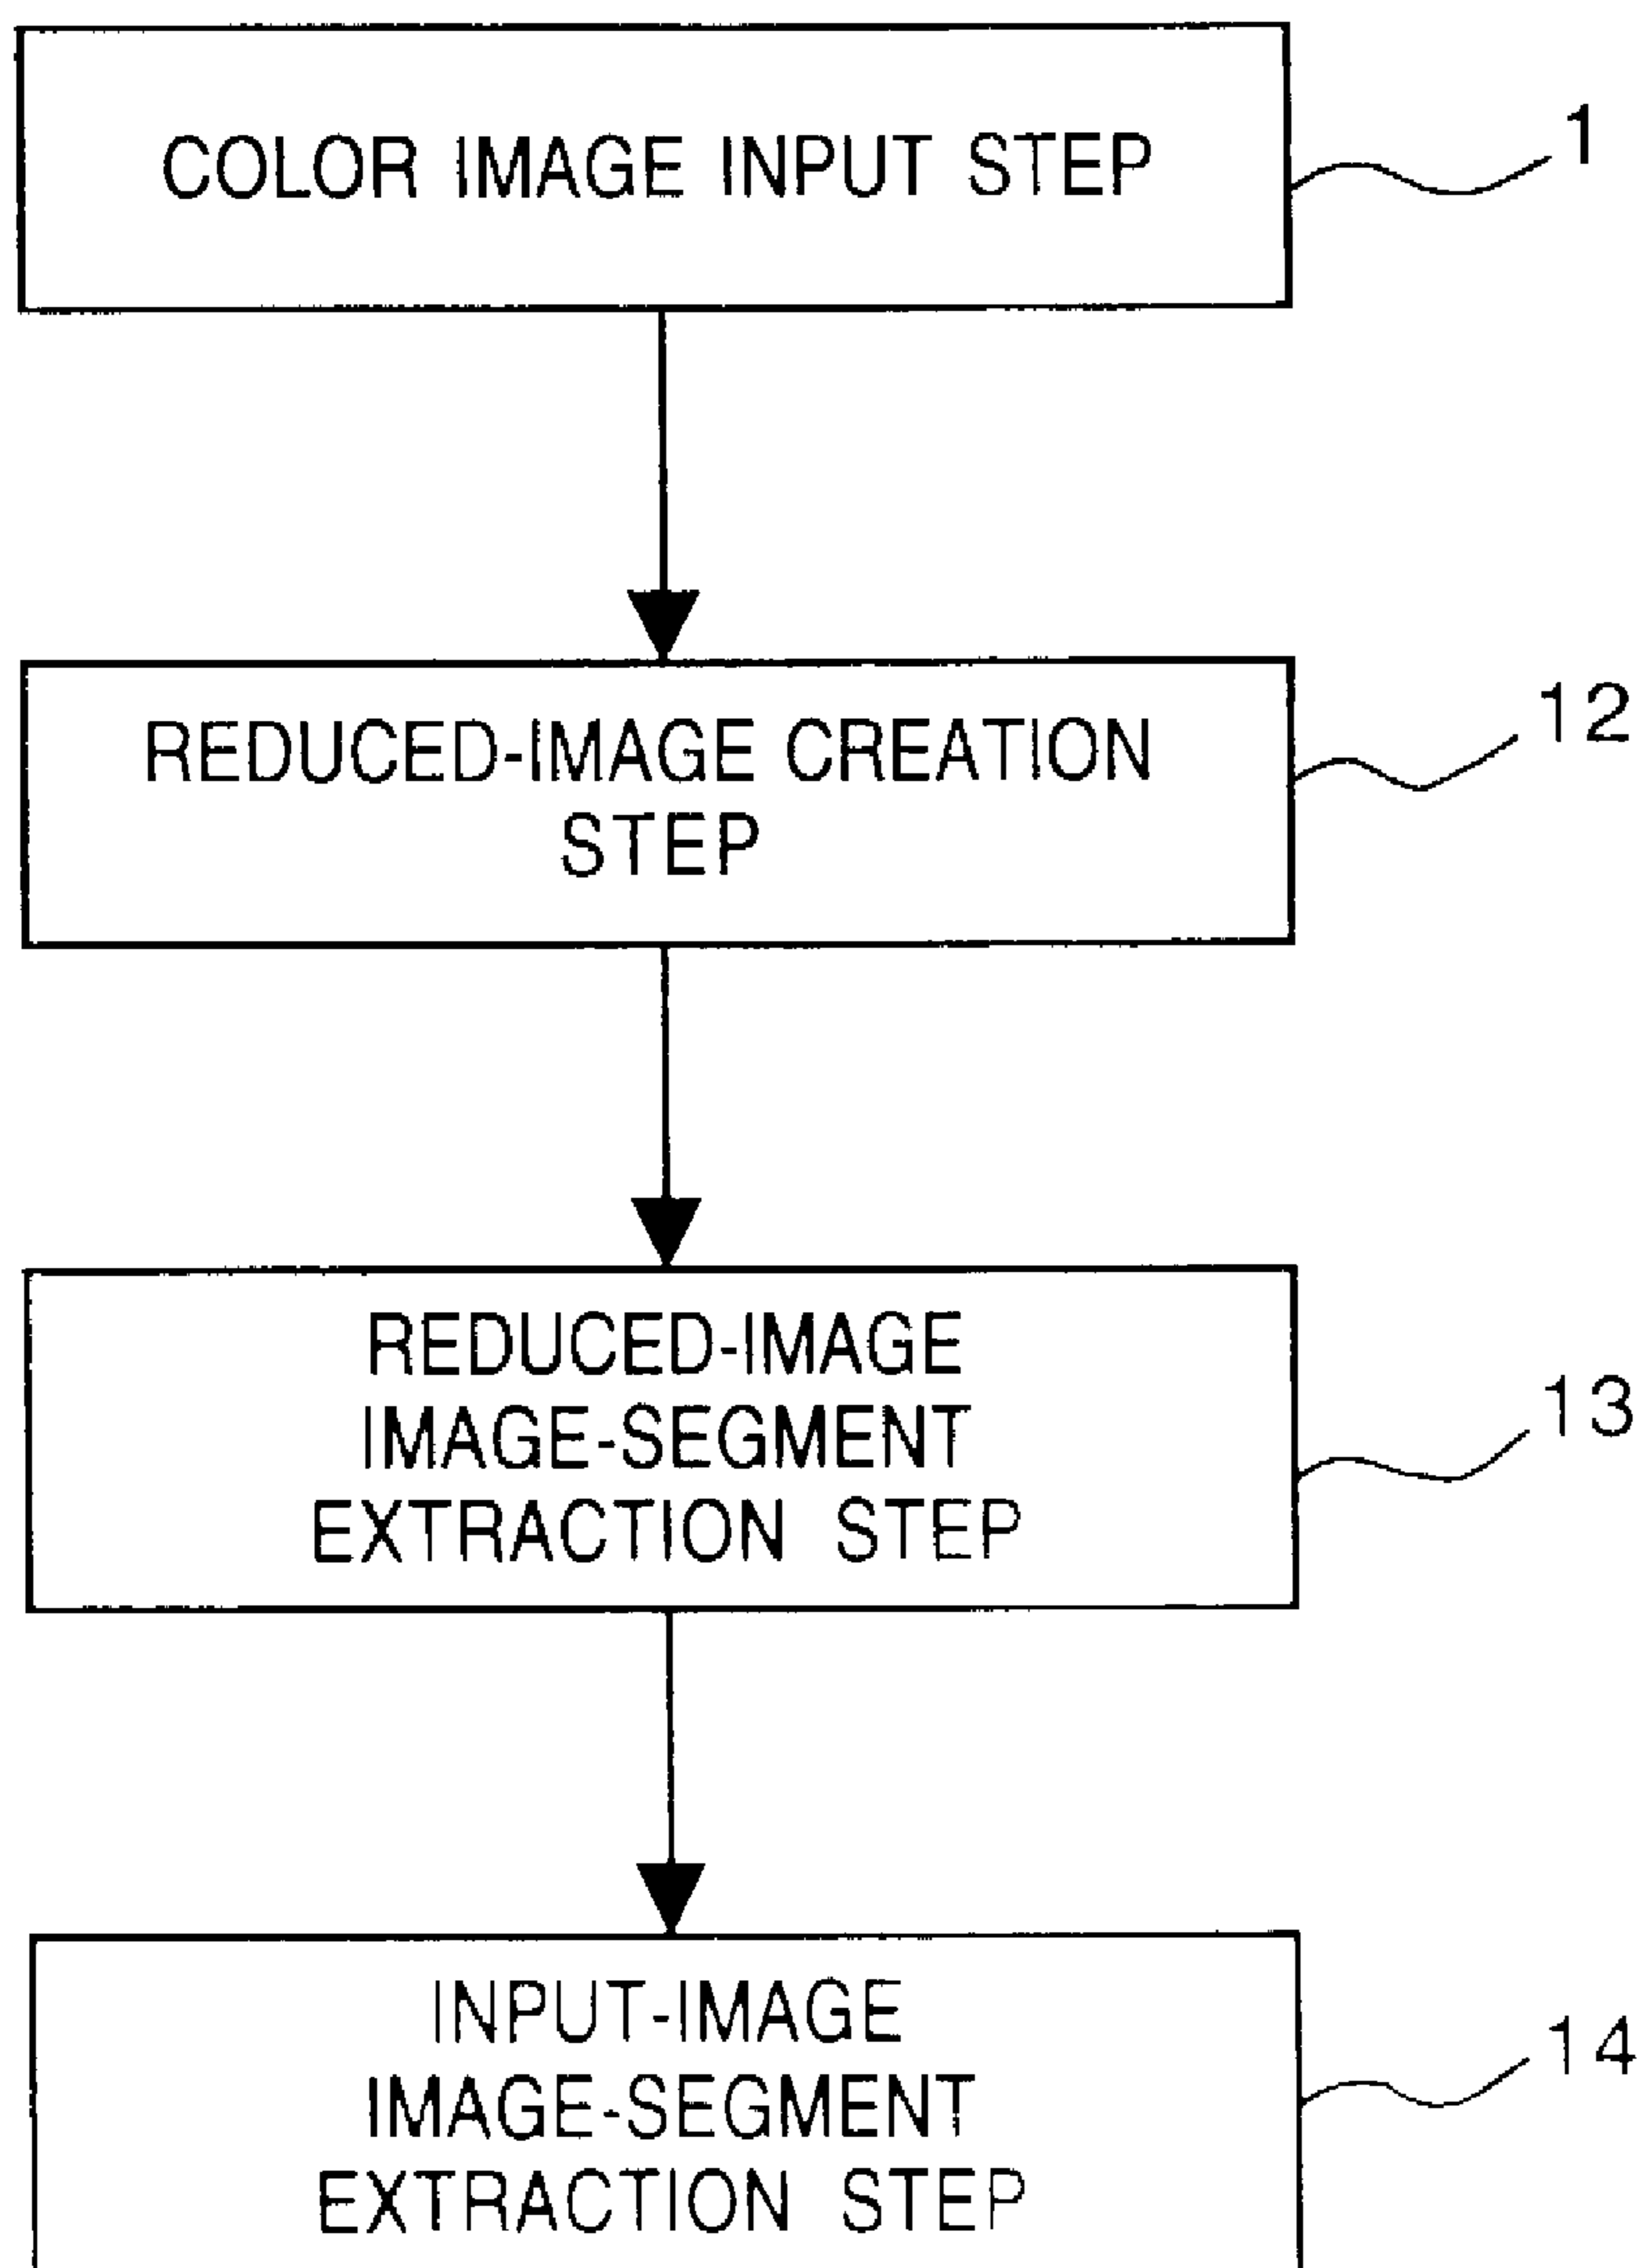 COLOR IMAGE INPUT STEP
1
REDUCED-IMAGE CREATION
STEP
12
REDUCED-IMAGE
IMAGE-SEGMENT
EXTRACTION STEP
13
INPUT-IMAGE
IMAGE-SEGMENT
EXTRACTION STEP
14